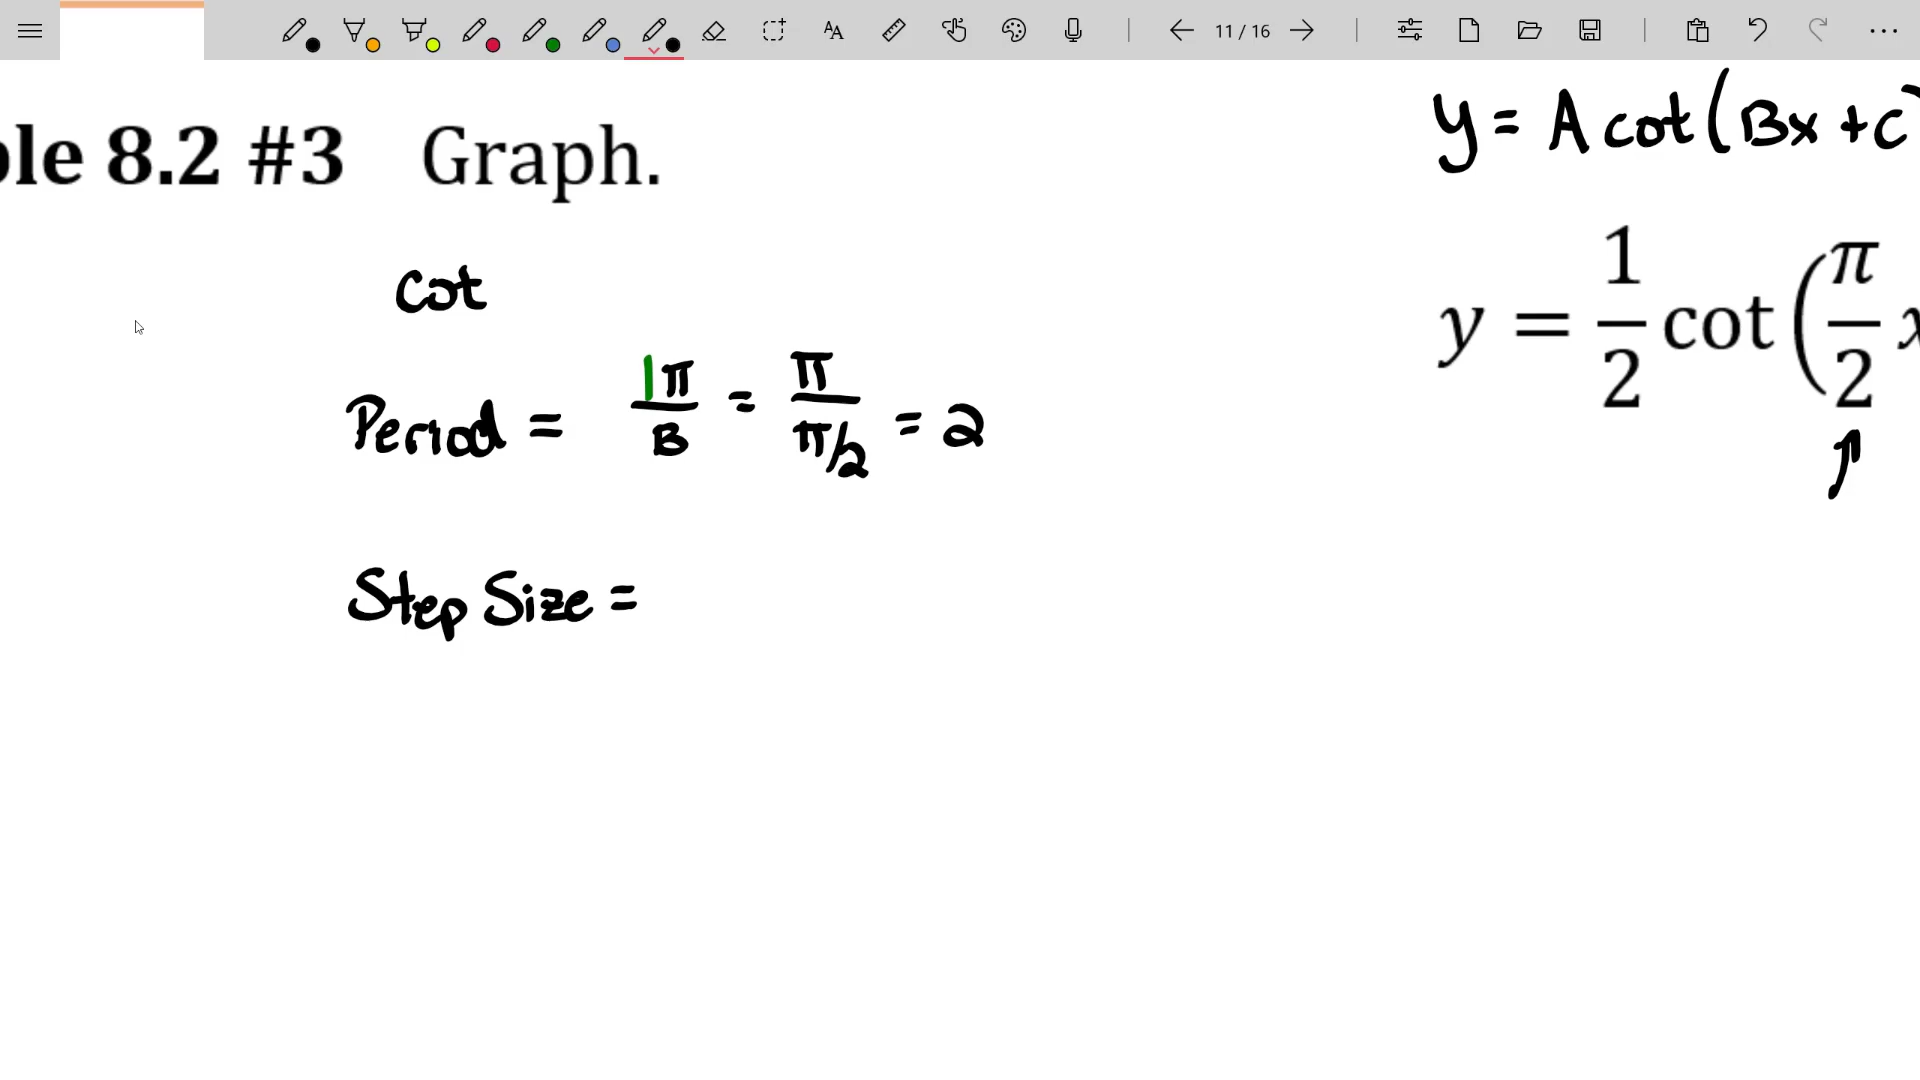 11 / 16
y = A cot(Bx + C)
8.2 #3 Graph.
y = 1/2 cot(π/2 x
cot
Period = 1π/B = π/π/2 = 2
Step Size =